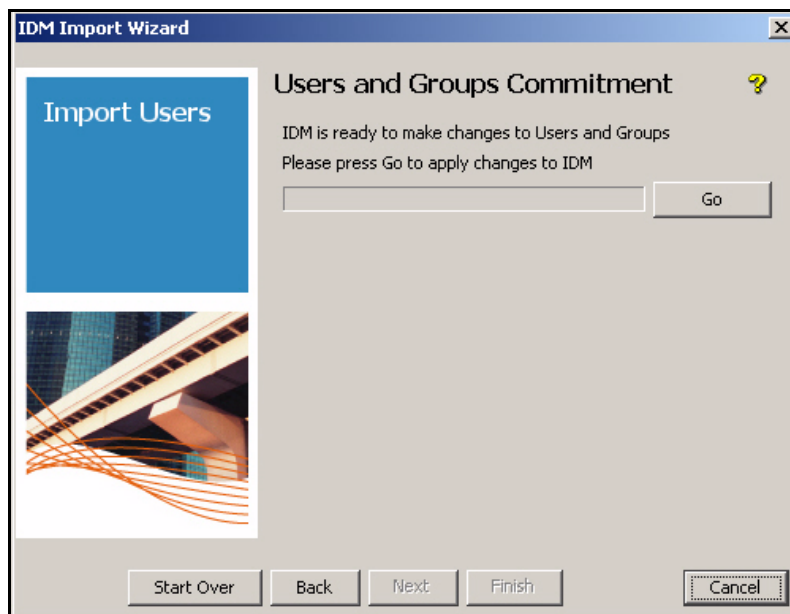 IDM Import Wizard
Import Users
Users and Groups Commitment
?
IDM is ready to make changes to Users and Groups
Please press Go to apply changes to IDM
Go
Start Over
Back
Next
Finish
Cancel